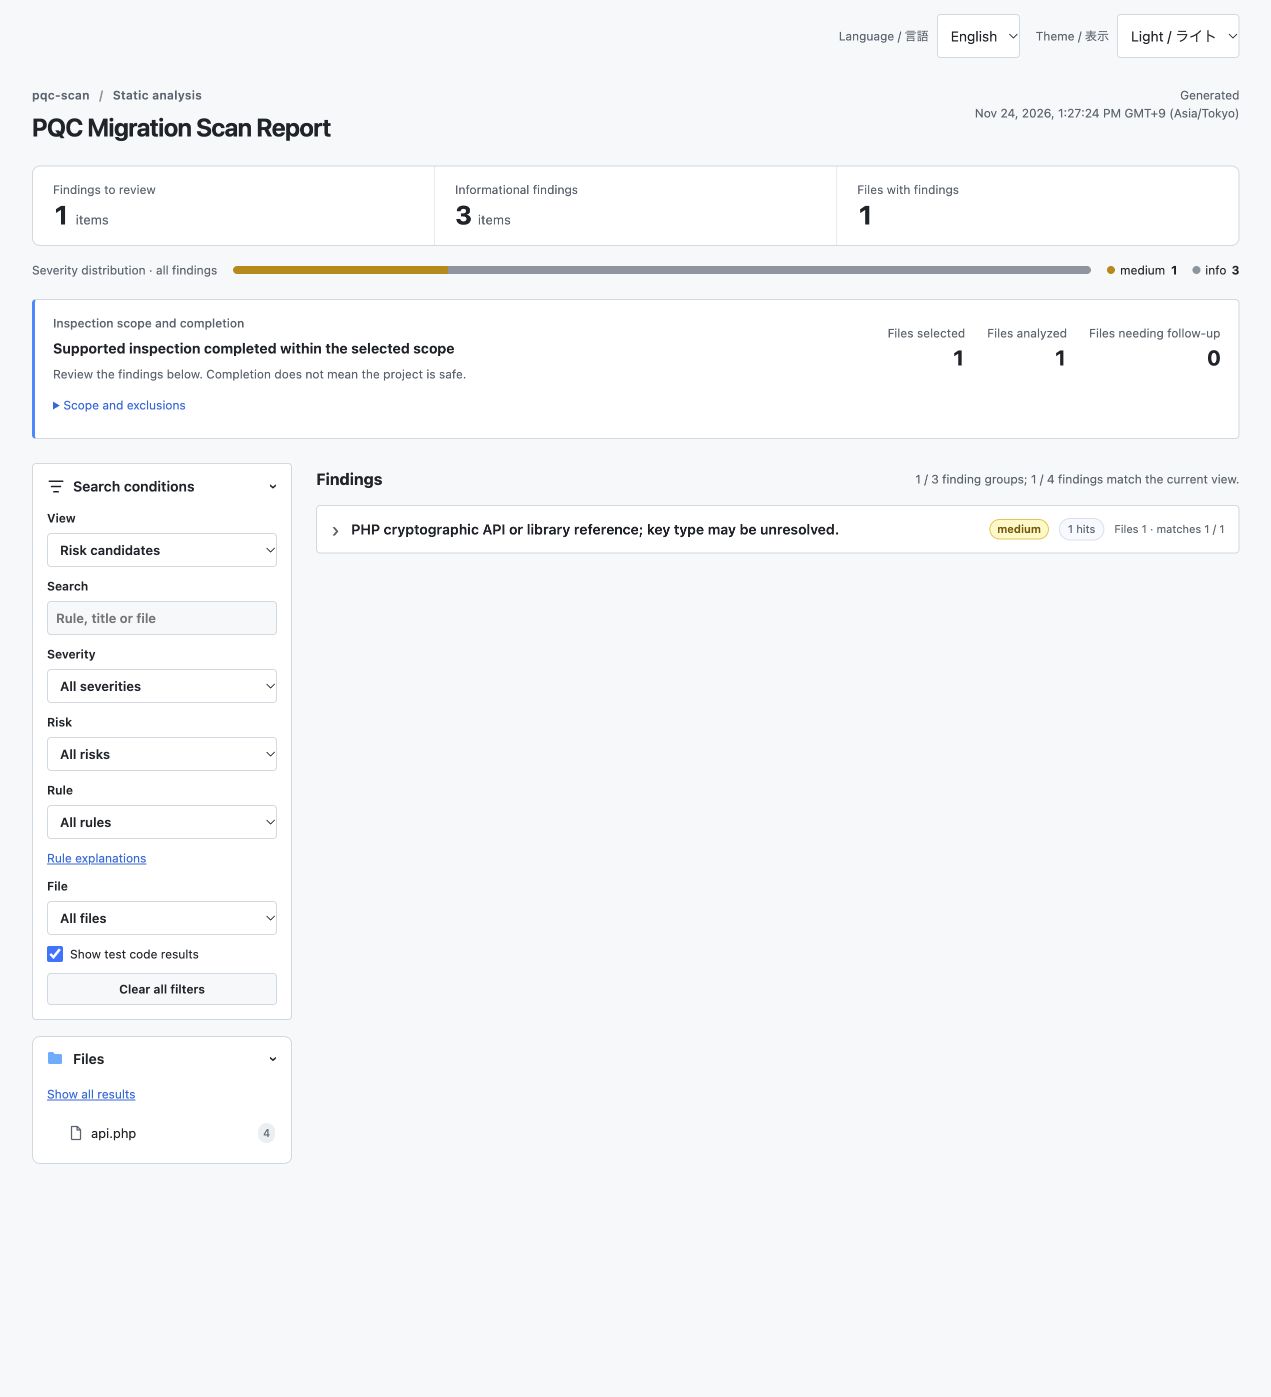 Language / 言語 English Theme / 表示 Light / ライト
pqc-scan / Static analysis
PQC Migration Scan Report
Generated
Nov 24, 2026, 1:27:24 PM GMT+9 (Asia/Tokyo)
Findings to review
1 items
Informational findings
3 items
Files with findings
1
Severity distribution · all findings medium 1 info 3
Inspection scope and completion
Supported inspection completed within the selected scope
Review the findings below. Completion does not mean the project is safe.
Scope and exclusions
Files selected
1
Files analyzed
1
Files needing follow-up
0
Search conditions
View
Risk candidates
Search
Rule, title or file
Severity
All severities
Risk
All risks
Rule
All rules
Rule explanations
File
All files
Show test code results
Clear all filters
Files
Show all results
api.php 4
Findings
1 / 3 finding groups; 1 / 4 findings match the current view.
PHP cryptographic API or library reference; key type may be unresolved. medium 1 hits Files 1 · matches 1 / 1